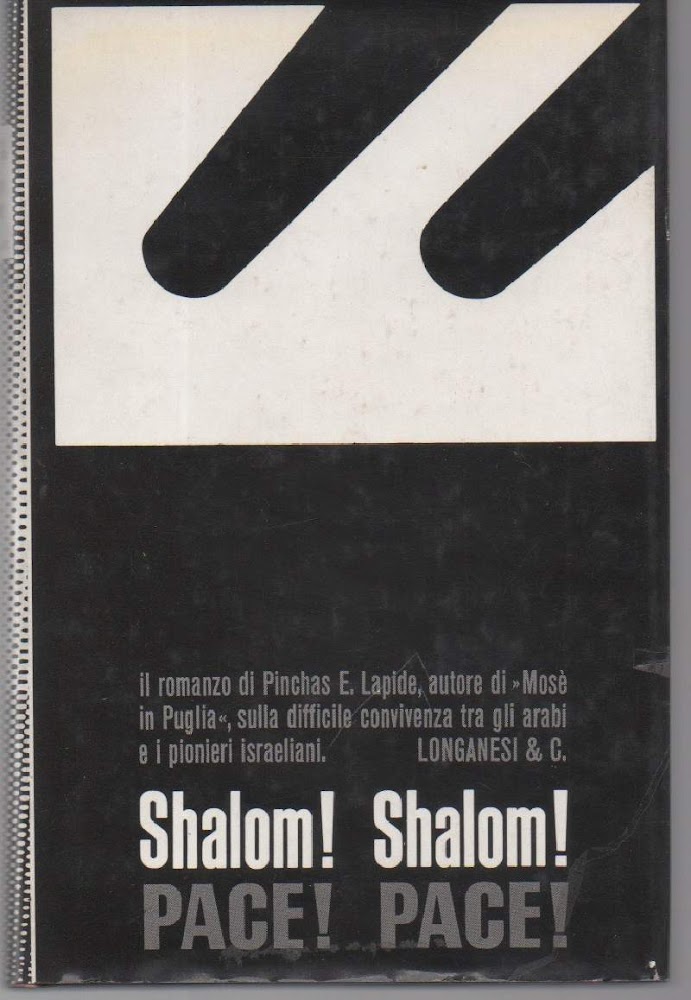 il romanzo di Pinchas E. Lapide, autore di »Mosè
in Puglia«, sulla difficile convivenza tra gli arabi
e i pionieri israeliani. LONGANESI & C.
Shalom! Shalom!
PACE! PACE!